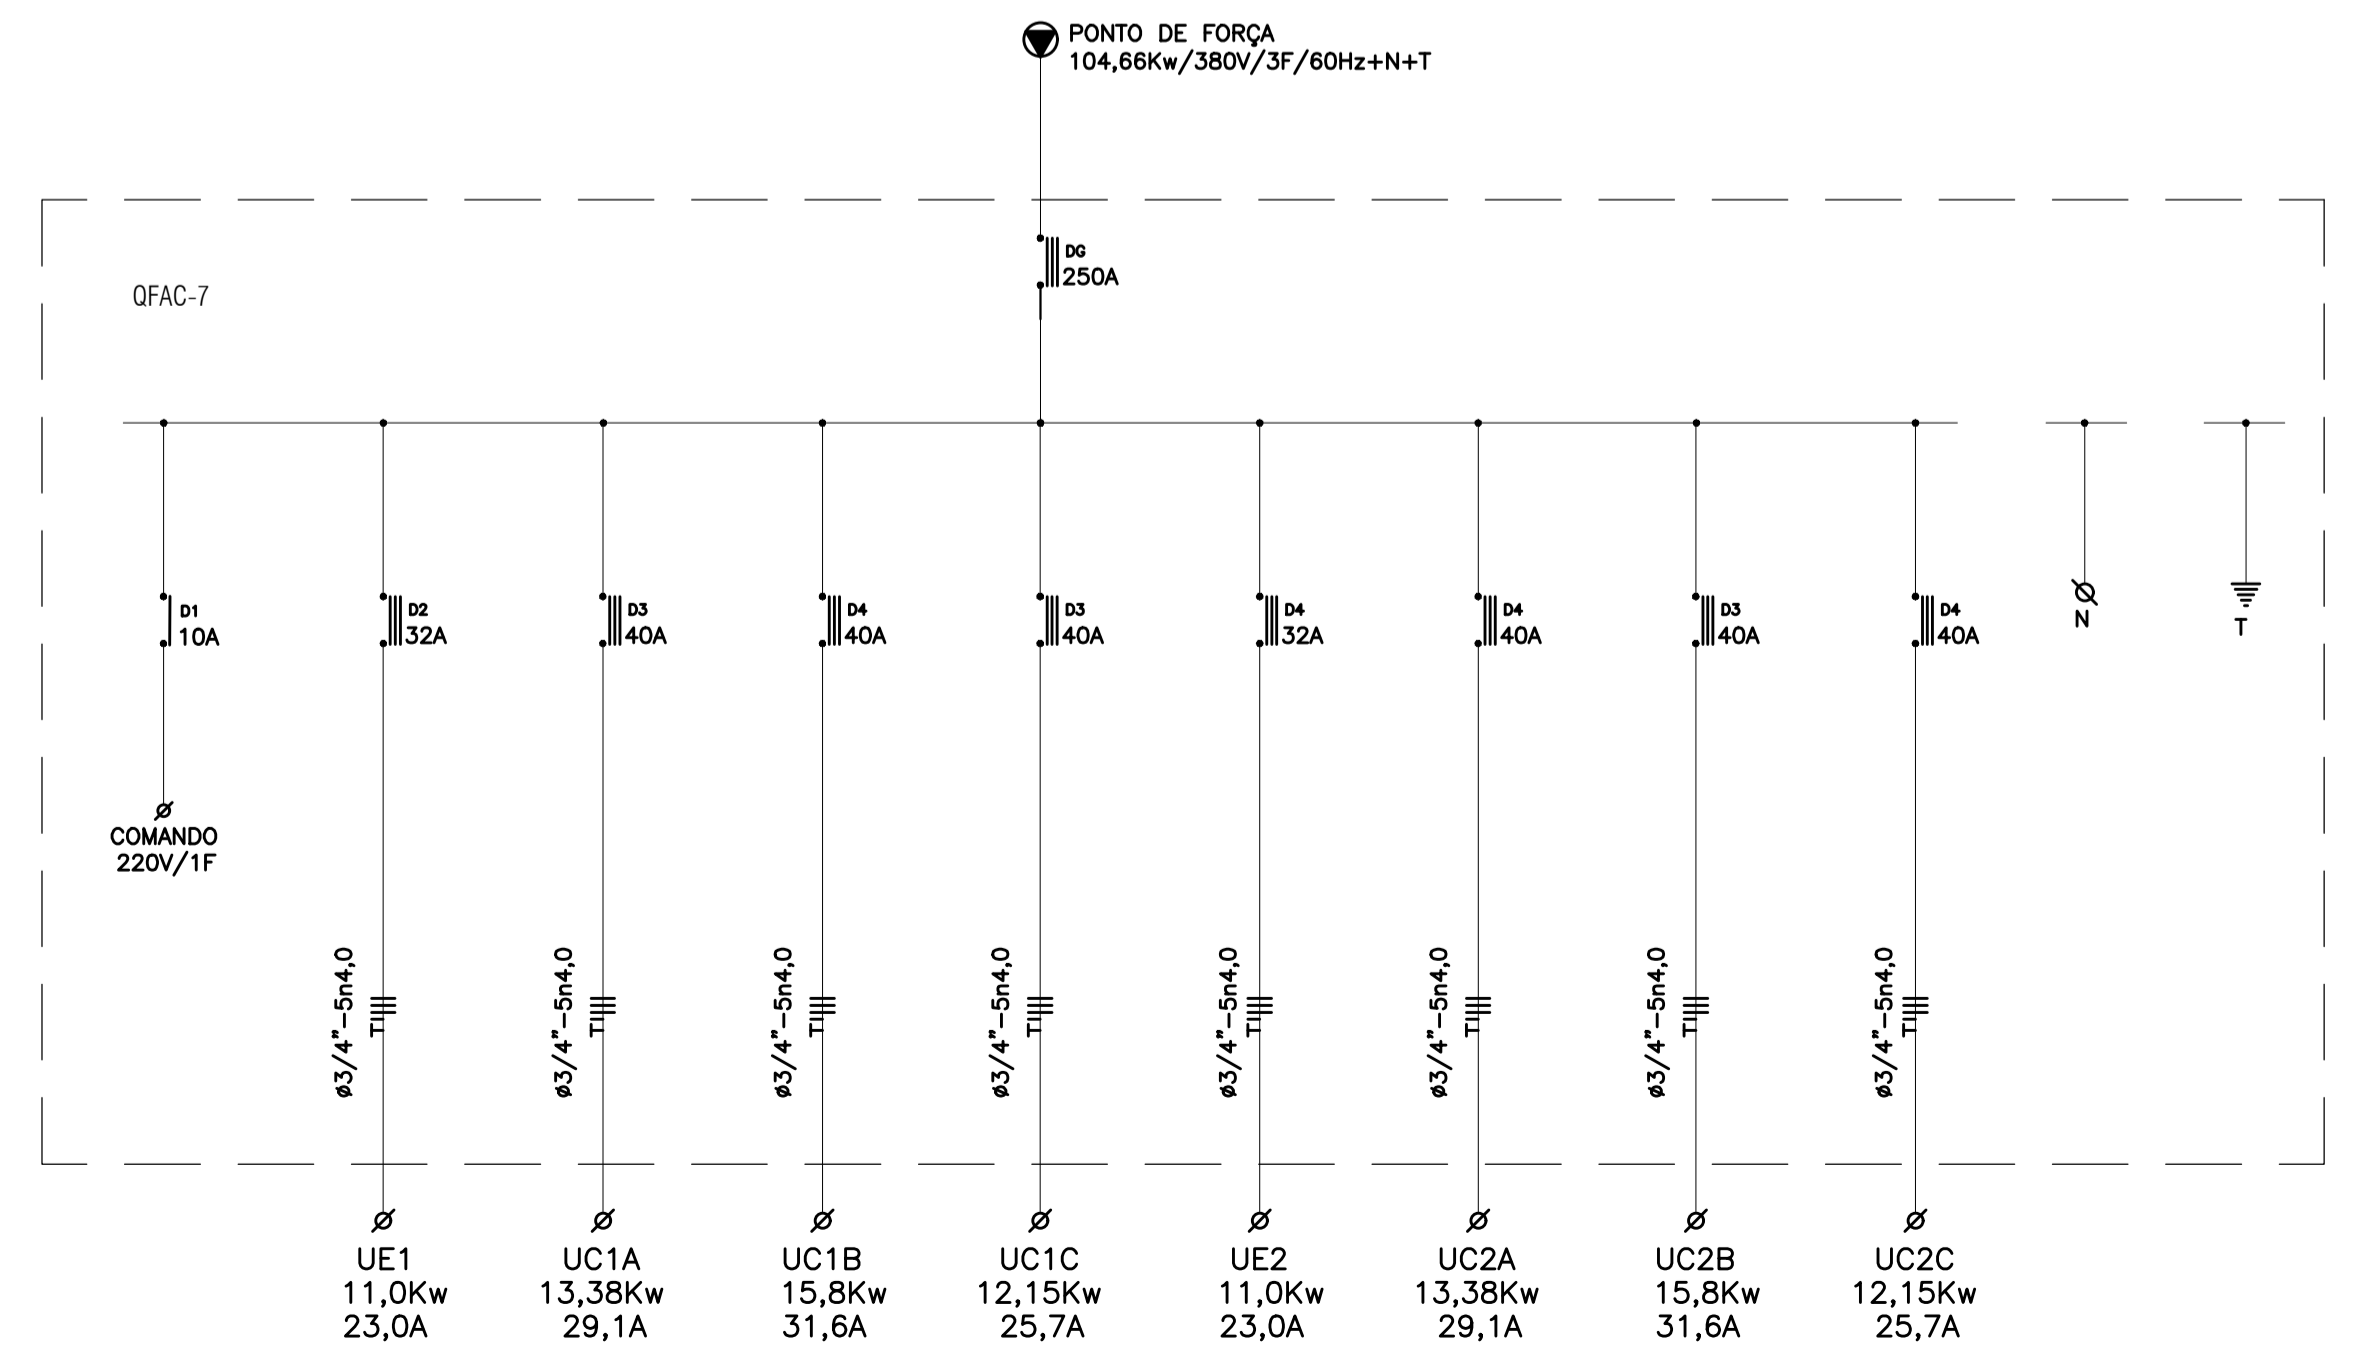 PONTO DE FORÇA
104,66Kw/380V/3F/60Hz+N+T
DG
250A
QFAC-7
D1
10A
D2
32A
D3
40A
D4
40A
D3
40A
D4
32A
D4
40A
D3
40A
D4
40A
N
T
COMANDO
220V/1F
ø3/4"-5n4,0
T
ø3/4"-5n4,0
T
ø3/4"-5n4,0
T
ø3/4"-5n4,0
T
ø3/4"-5n4,0
T
ø3/4"-5n4,0
T
ø3/4"-5n4,0
T
ø3/4"-5n4,0
T
UE1
11,0Kw
23,0A
UC1A
13,38Kw
29,1A
UC1B
15,8Kw
31,6A
UC1C
12,15Kw
25,7A
UE2
11,0Kw
23,0A
UC2A
13,38Kw
29,1A
UC2B
15,8Kw
31,6A
UC2C
12,15Kw
25,7A